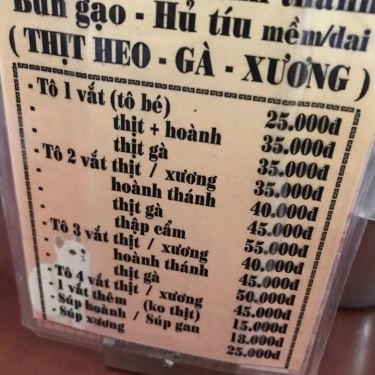 thánh
Bún gạo - Hủ tíu mềm/dai
( THỊT HEO - GÀ - XƯƠNG )
- Tô 1 vắt (tô bé) 25.000đ
- thịt + hoành 35.000đ
- thịt gà 35.000đ
- Tô 2 vắt thịt / xương 35.000đ
- hoành thánh 40.000đ
- thịt gà 45.000đ
- thập cẩm 55.000đ
- Tô 3 vắt thịt / xương 40.000đ
- hoành thánh 45.000đ
- thịt gà 50.000đ
- Tô 4 vắt thịt / xương 45.000đ
- 1 vắt thêm (ko thịt) 15.000đ
- Súp hoành / Súp gan 18.000đ
- Súp xương 25.000đ